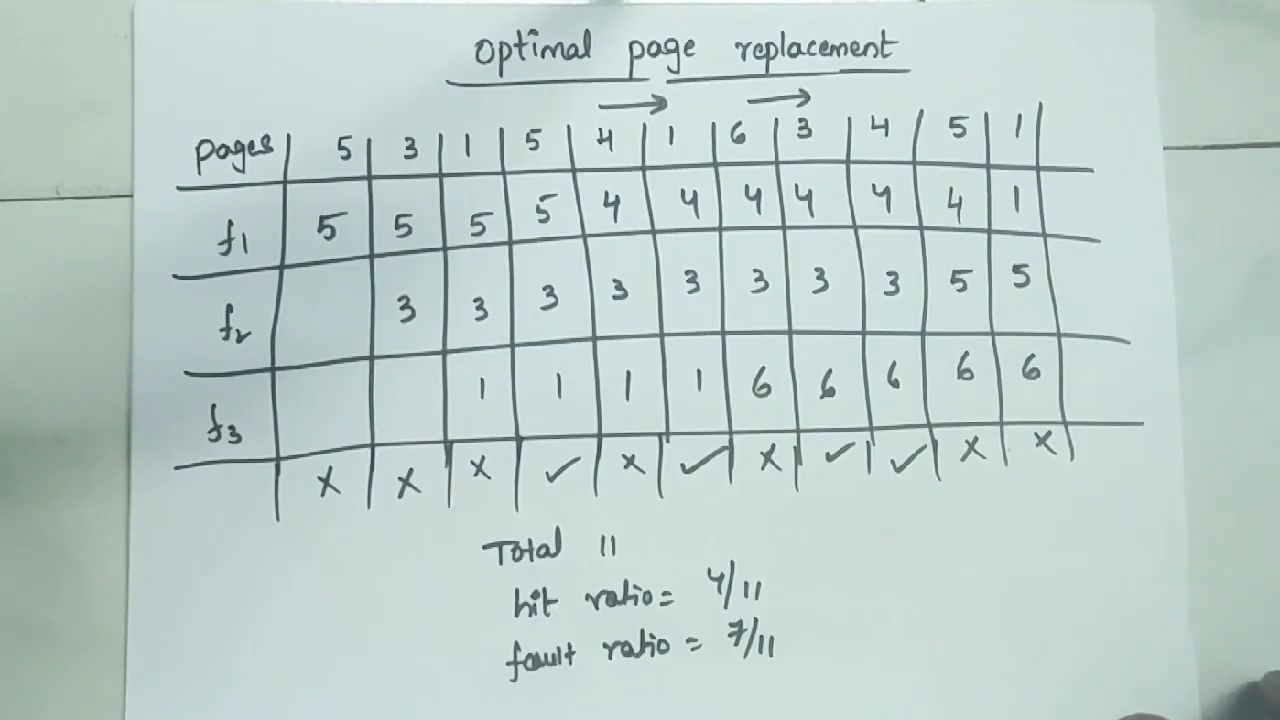 Optimal page replacement
pages 5 3 1 5 4 1 6 3 4 5 1
f1 5 5 5 5 4 4 4 4 4 4 1
f2 3 3 3 3 3 3 3 3 5 5
f3 1 1 1 1 6 6 6 6 6
x x x ✓ x ✓ x ✓ ✓ x x
Total 11
hit ratio = 4/11
fault ratio = 7/11